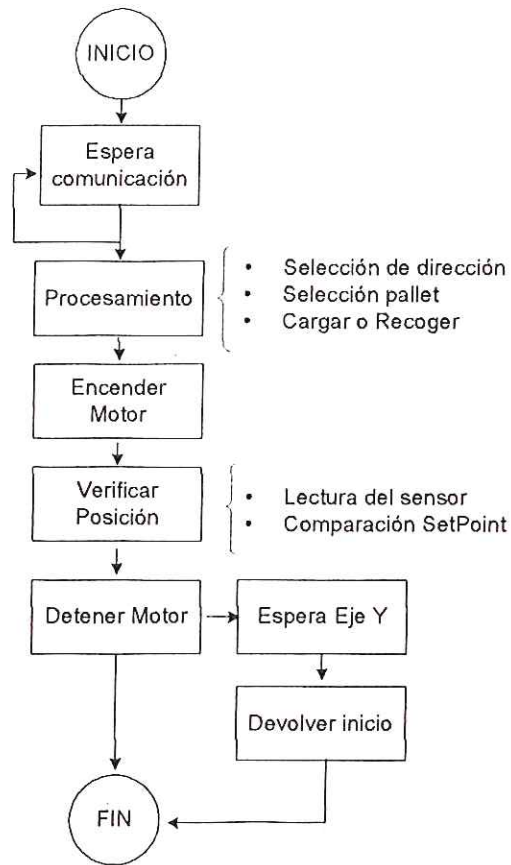 INICIO
Espera
comunicación
Procesamiento
• Selección de dirección
• Selección pallet
• Cargar o Recoger
Encender
Motor
Verificar
Posición
• Lectura del sensor
• Comparación SetPoint
Detener Motor
Espera Eje Y
Devolver inicio
FIN